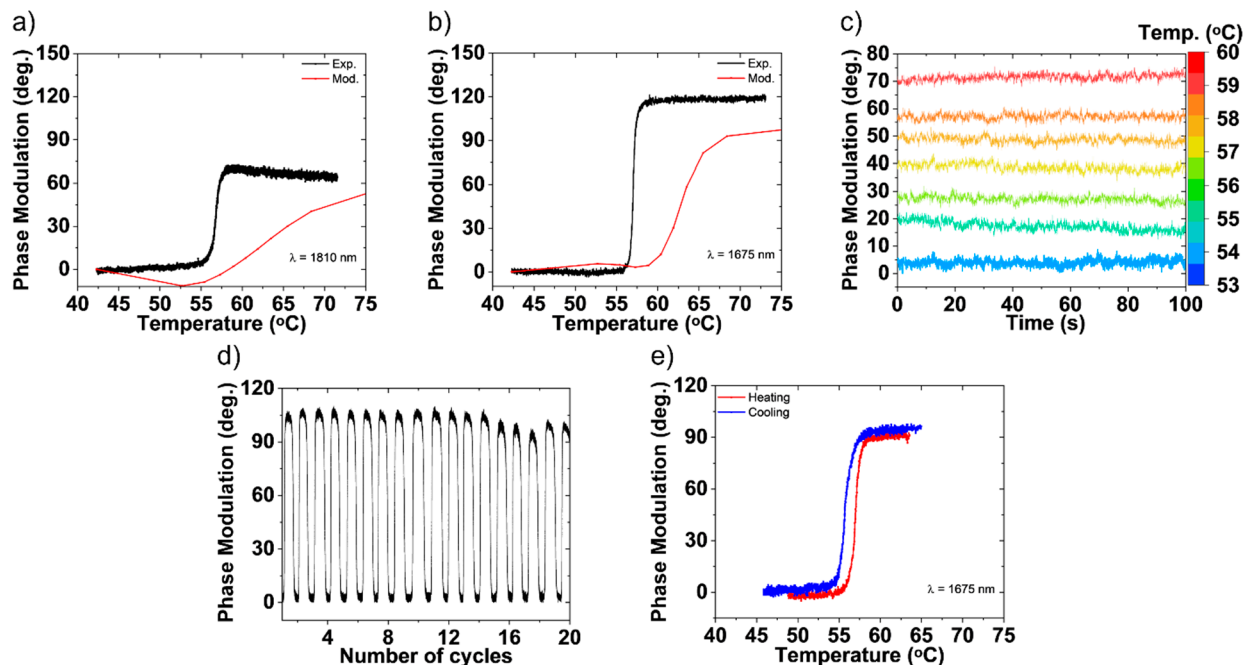 a)
150
120
90
60
30
0
Phase Modulation (deg.)
Exp.
Mod.
λ = 1810 nm
40 45 50 55 60 65 70 75
Temperature (°C)
b)
150
120
90
60
30
0
Phase Modulation (deg.)
Exp.
Mod.
λ = 1675 nm
40 45 50 55 60 65 70 75
Temperature (°C)
c)
80
70
60
50
40
30
20
10
0
Phase Modulation (deg.)
0 20 40 60 80 100
Time (s)
Temp. (°C)
60
59
58
57
56
55
54
53
d)
120
90
60
30
0
Phase Modulation (deg.)
4 8 12 16 20
Number of cycles
e)
120
90
60
30
0
Phase Modulation (deg.)
Heating
Cooling
λ = 1675 nm
40 45 50 55 60 65 70 75
Temperature (°C)